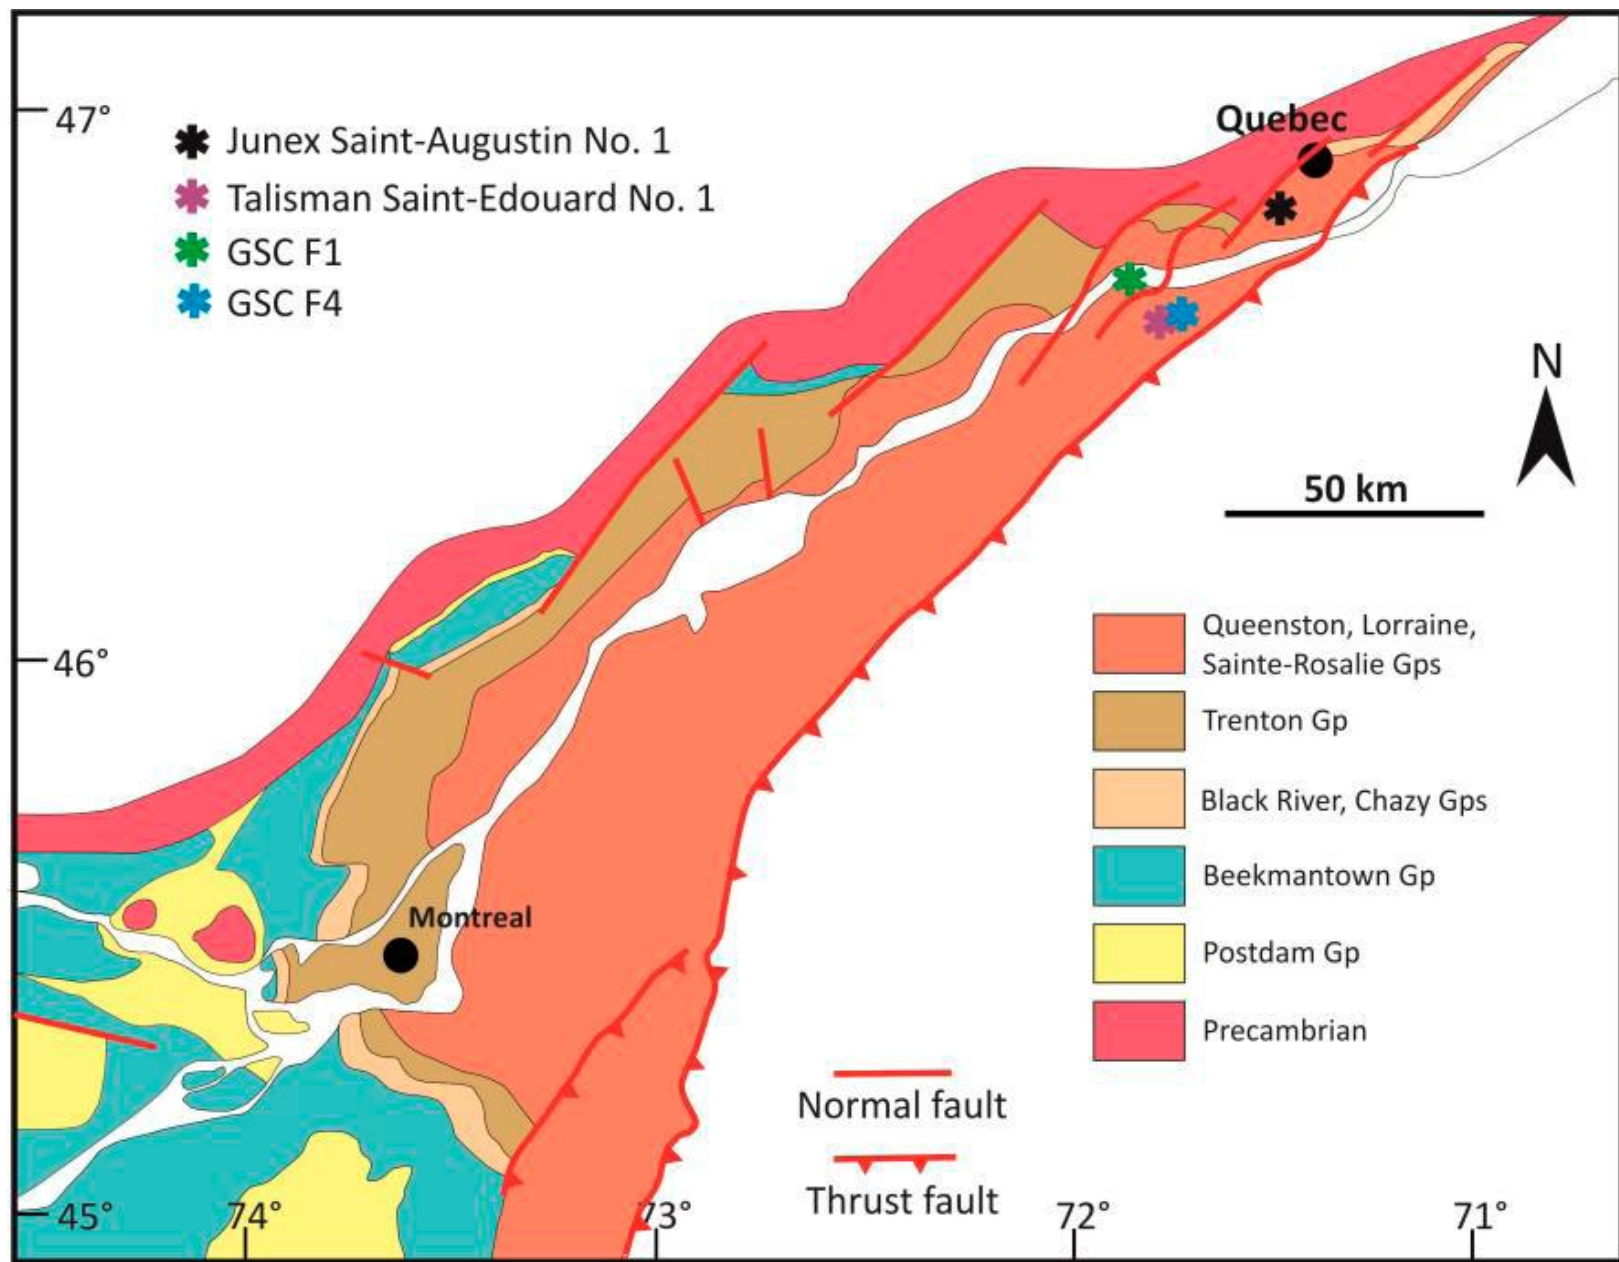 47°
Quebec
Junex Saint-Augustin No. 1
Talisman Saint-Edouard No. 1
GSC F1
GSC F4
N
50 km
46°
Queenston, Lorraine,
Sainte-Rosalie Gps
Trenton Gp
Black River, Chazy Gps
Beekmantown Gp
Postdam Gp
Precambrian
Montreal
Normal fault
Thrust fault
45°
74°
73°
72°
71°